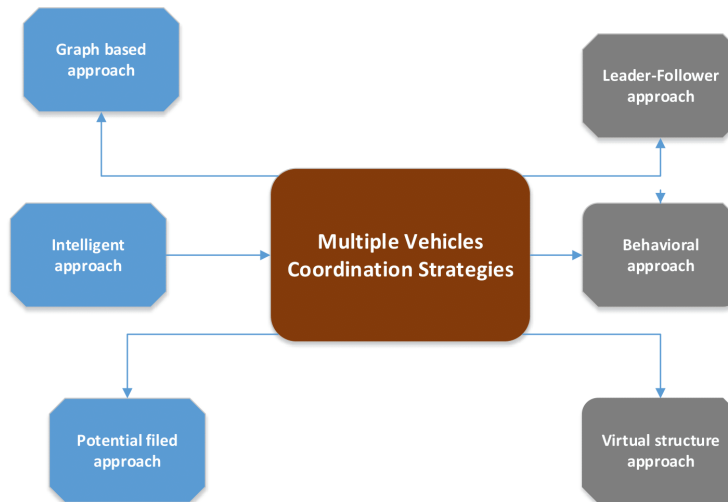 Graph based
approach
Leader-Follower
approach
Intelligent
approach
Multiple Vehicles
Coordination Strategies
Behavioral
approach
Potential filed
approach
Virtual structure
approach